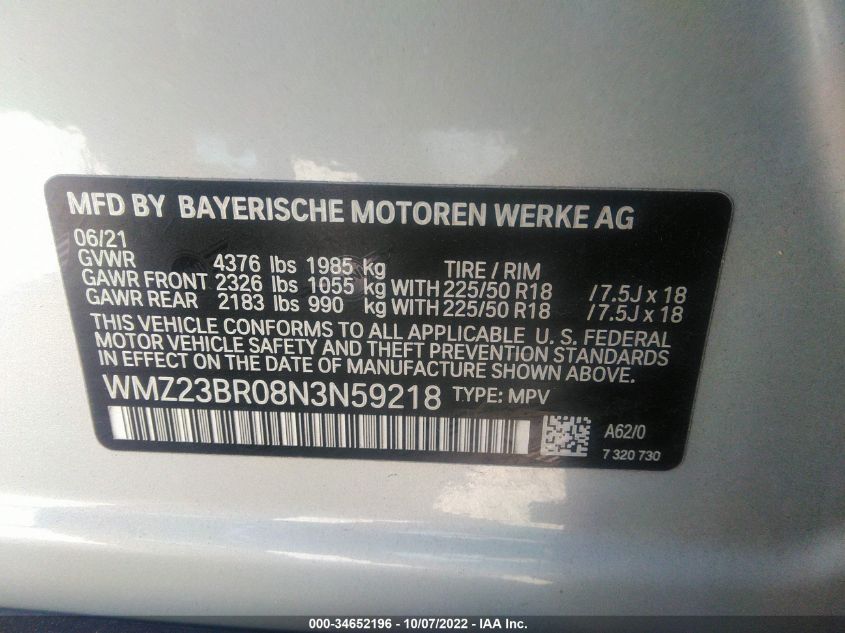 MFD BY BAYERISCHE MOTOREN WERKE AG
06/21
GVWR 4376 lbs 1985 kg TIRE / RIM
GAWR FRONT 2326 lbs 1055 kg WITH 225/50 R18 /7.5J x 18
GAWR REAR 2183 lbs 990 kg WITH 225/50 R18 /7.5J x 18
THIS VEHICLE CONFORMS TO ALL APPLICABLE U. S. FEDERAL
MOTOR VEHICLE SAFETY AND THEFT PREVENTION STANDARDS
IN EFFECT ON THE DATE OF MANUFACTURE SHOWN ABOVE.
WMZ23BR08N3N59218 TYPE: MPV
A62/0
7 320 730
000-34652196 - 10/07/2022 - IAA Inc.